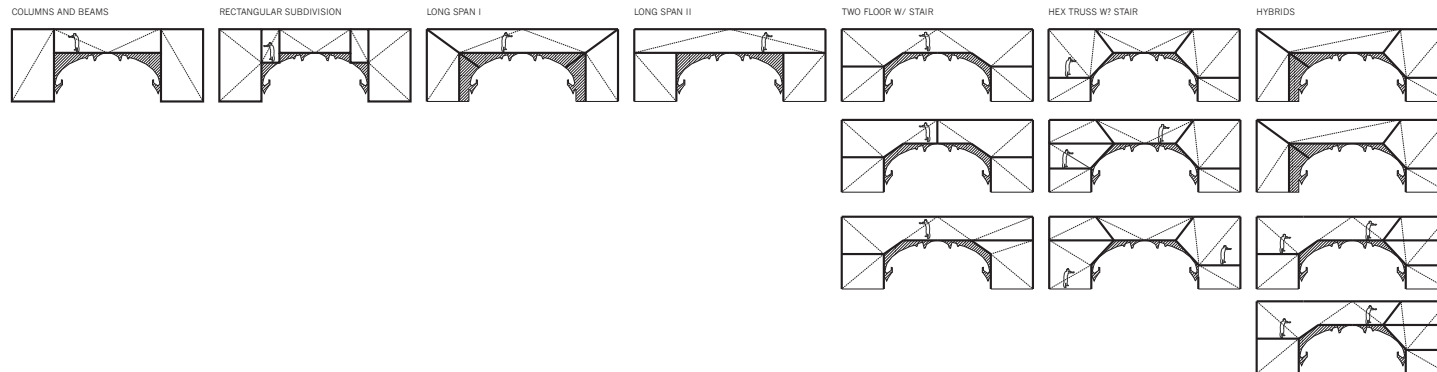 COLUMNS AND BEAMS
RECTANGULAR SUBDIVISION
LONG SPAN I
LONG SPAN II
TWO FLOOR W/ STAIR
HEX TRUSS W? STAIR
HYBRIDS